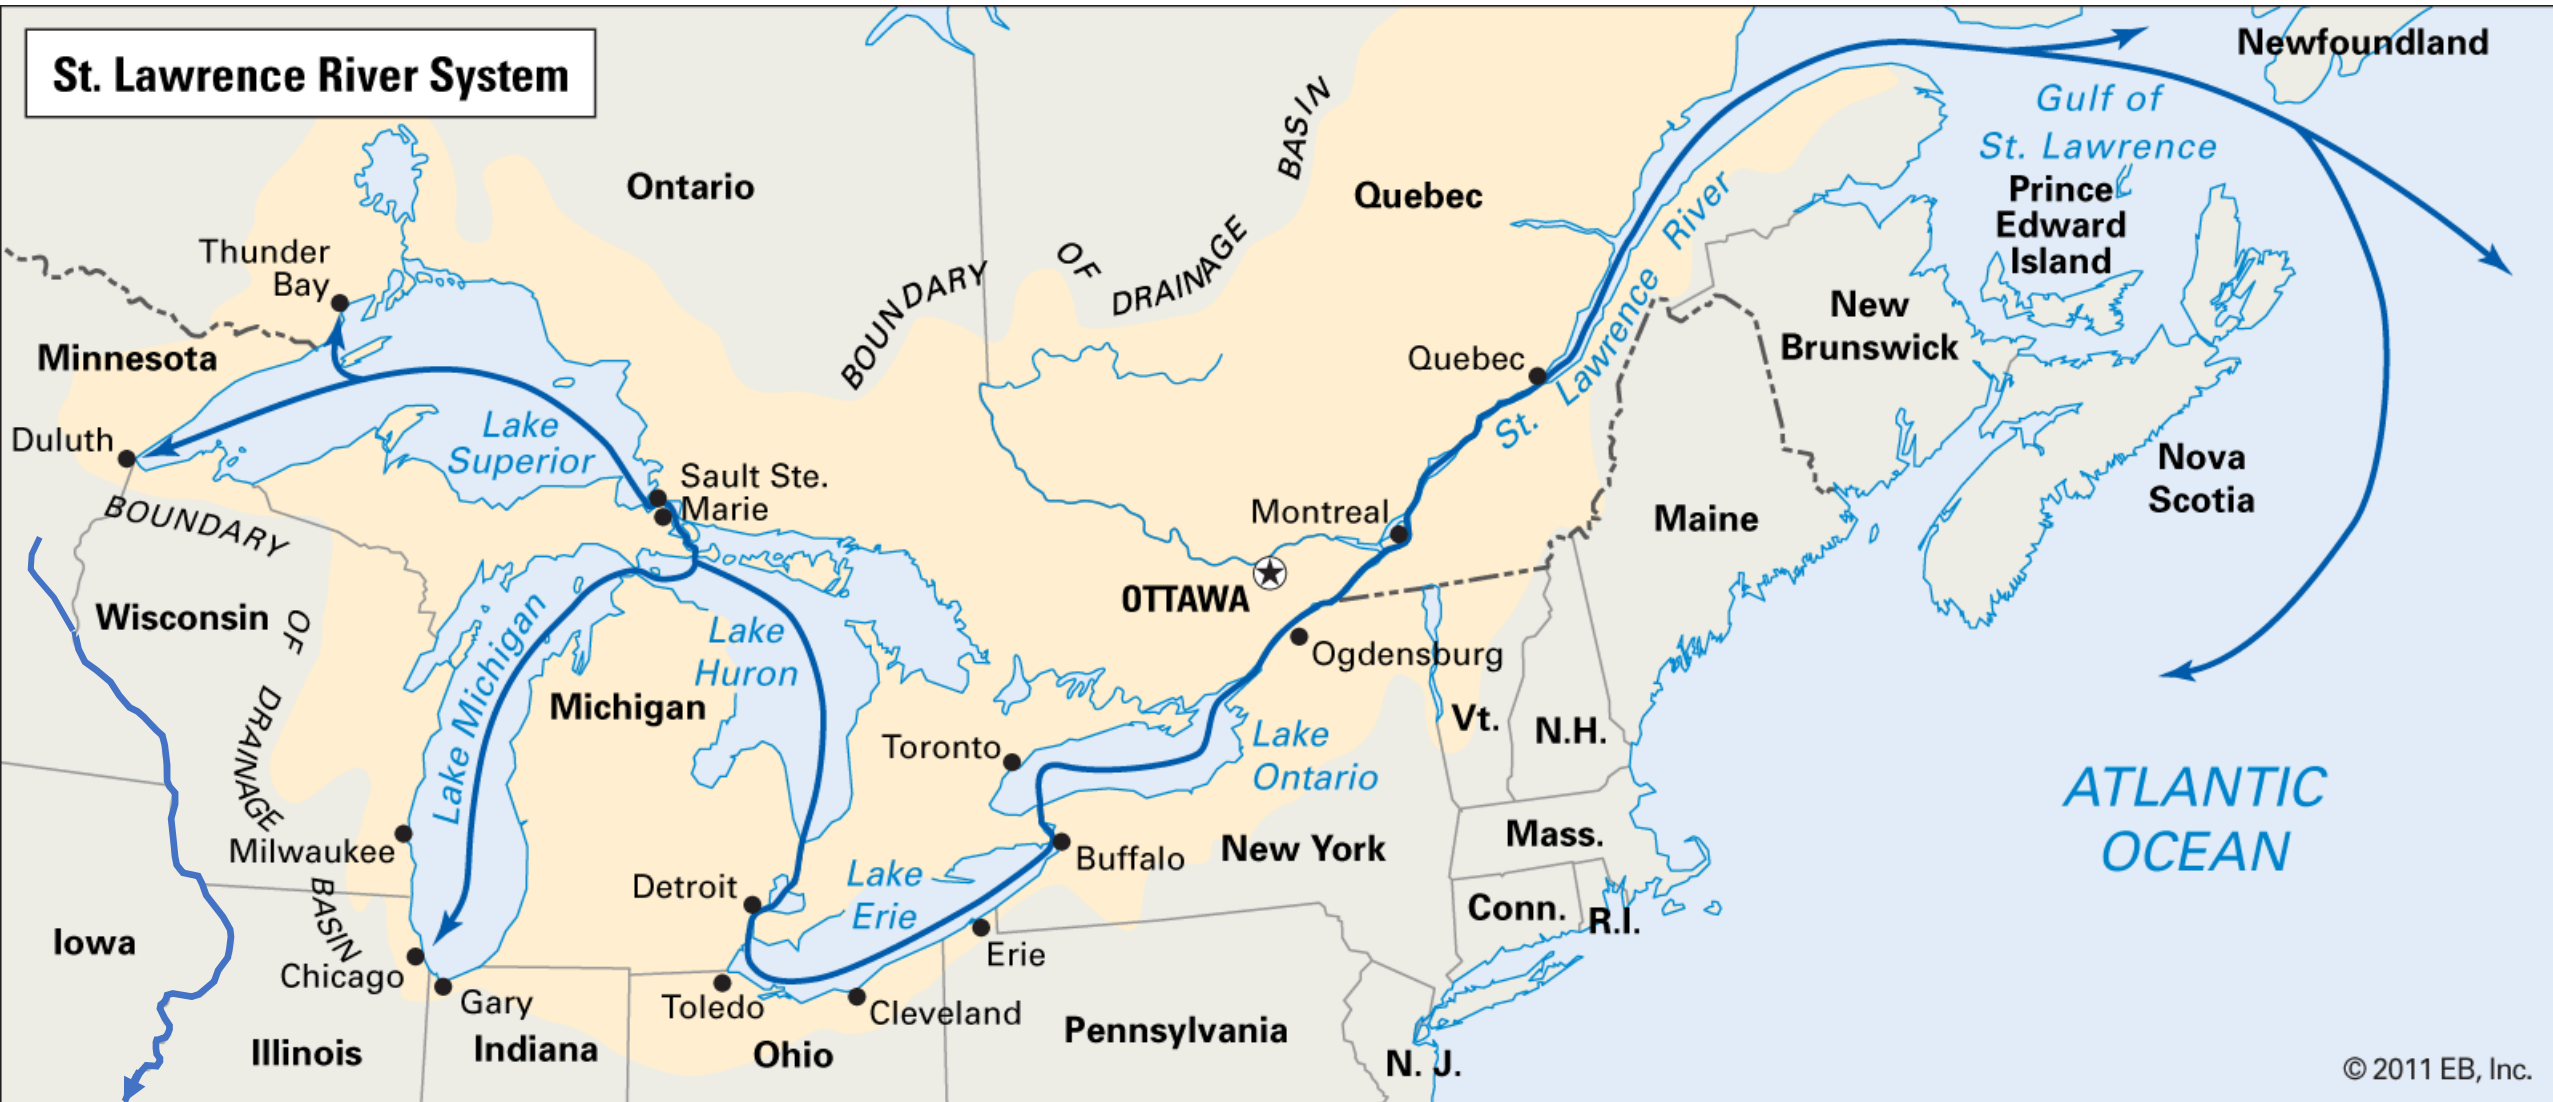 St. Lawrence River System
Newfoundland
Gulf of
St. Lawrence
Prince
Edward
Island
Ontario
BOUNDARY
OF
DRAINAGE
BASIN
Quebec
Thunder
Bay
Minnesota
Duluth
Lake
Superior
Sault Ste.
Marie
New
Brunswick
Quebec
St. Lawrence River
Nova
Scotia
BOUNDARY
OF
DRAINAGE
BASIN
Wisconsin
Lake Michigan
Lake
Huron
Michigan
OTTAWA
Montreal
Ogdensburg
Maine
Vt.
N.H.
Toronto
Lake
Ontario
Milwaukee
Detroit
Lake
Erie
Buffalo
New York
Mass.
Conn.
R.I.
ATLANTIC
OCEAN
Iowa
Chicago
Gary
Illinois
Indiana
Toledo
Ohio
Cleveland
Erie
Pennsylvania
N. J.
© 2011 EB, Inc.